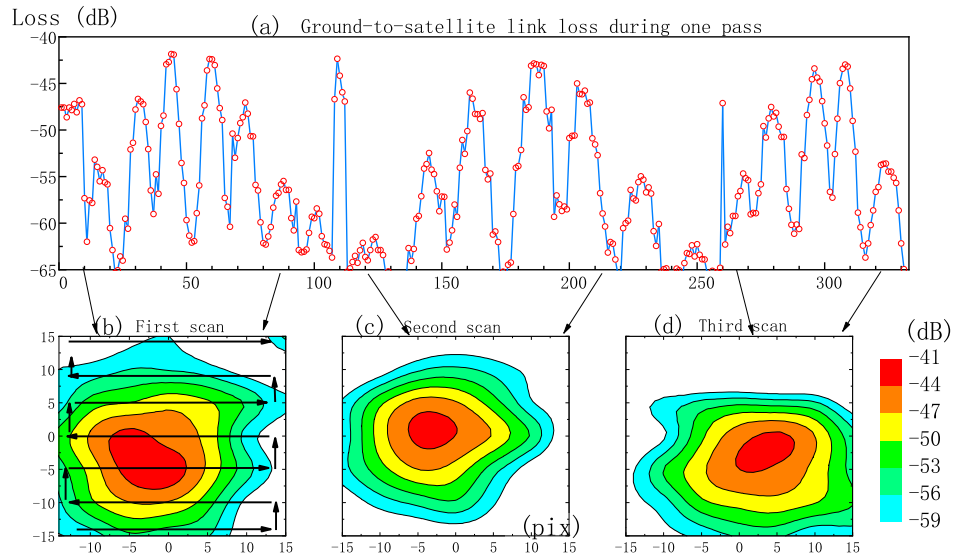 Loss (dB)
(a) Ground-to-satellite link loss during one pass
-40
-45
-50
-55
-60
-65
0 50 100 150 200 250 300
(b) First scan
(c) Second scan
(d) Third scan
(dB)
15
10
5
0
-5
-10
-15
-10 -5 0 5 10 15
-15 -10 -5 0 5 10 15
-15 -10 -5 0 5 10 15
(pix)
-41
-44
-47
-50
-53
-56
-59